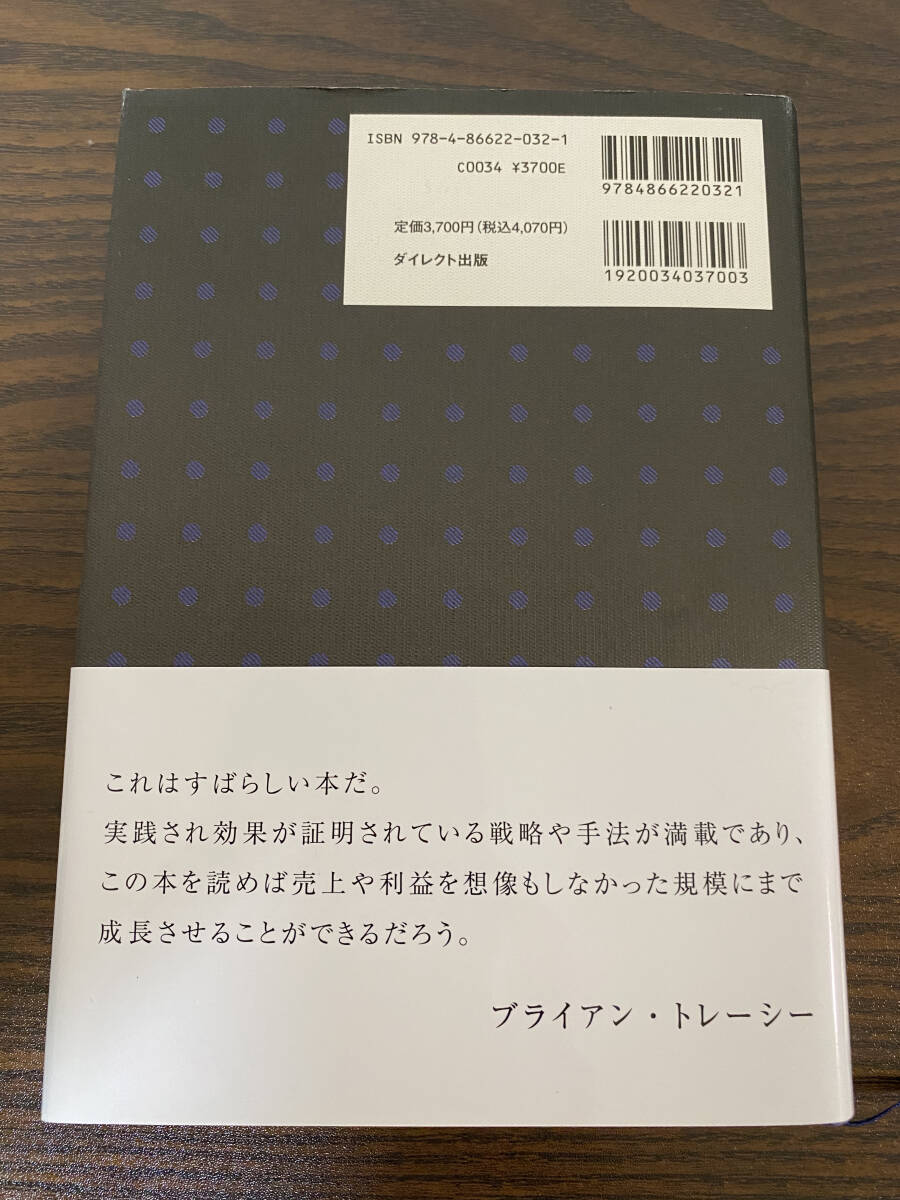 ISBN 978-4-86622-032-1
C0034 ¥3700E
定価3,700円(税込4,070円)
ダイレクト出版
9784866220321
1920034037003
これはすばらしい本だ。
実践され効果が証明されている戦略や手法が満載であり、
この本を読めば売上や利益を想像もしなかった規模にまで
成長させることができるだろう。
ブライアン・トレーシー